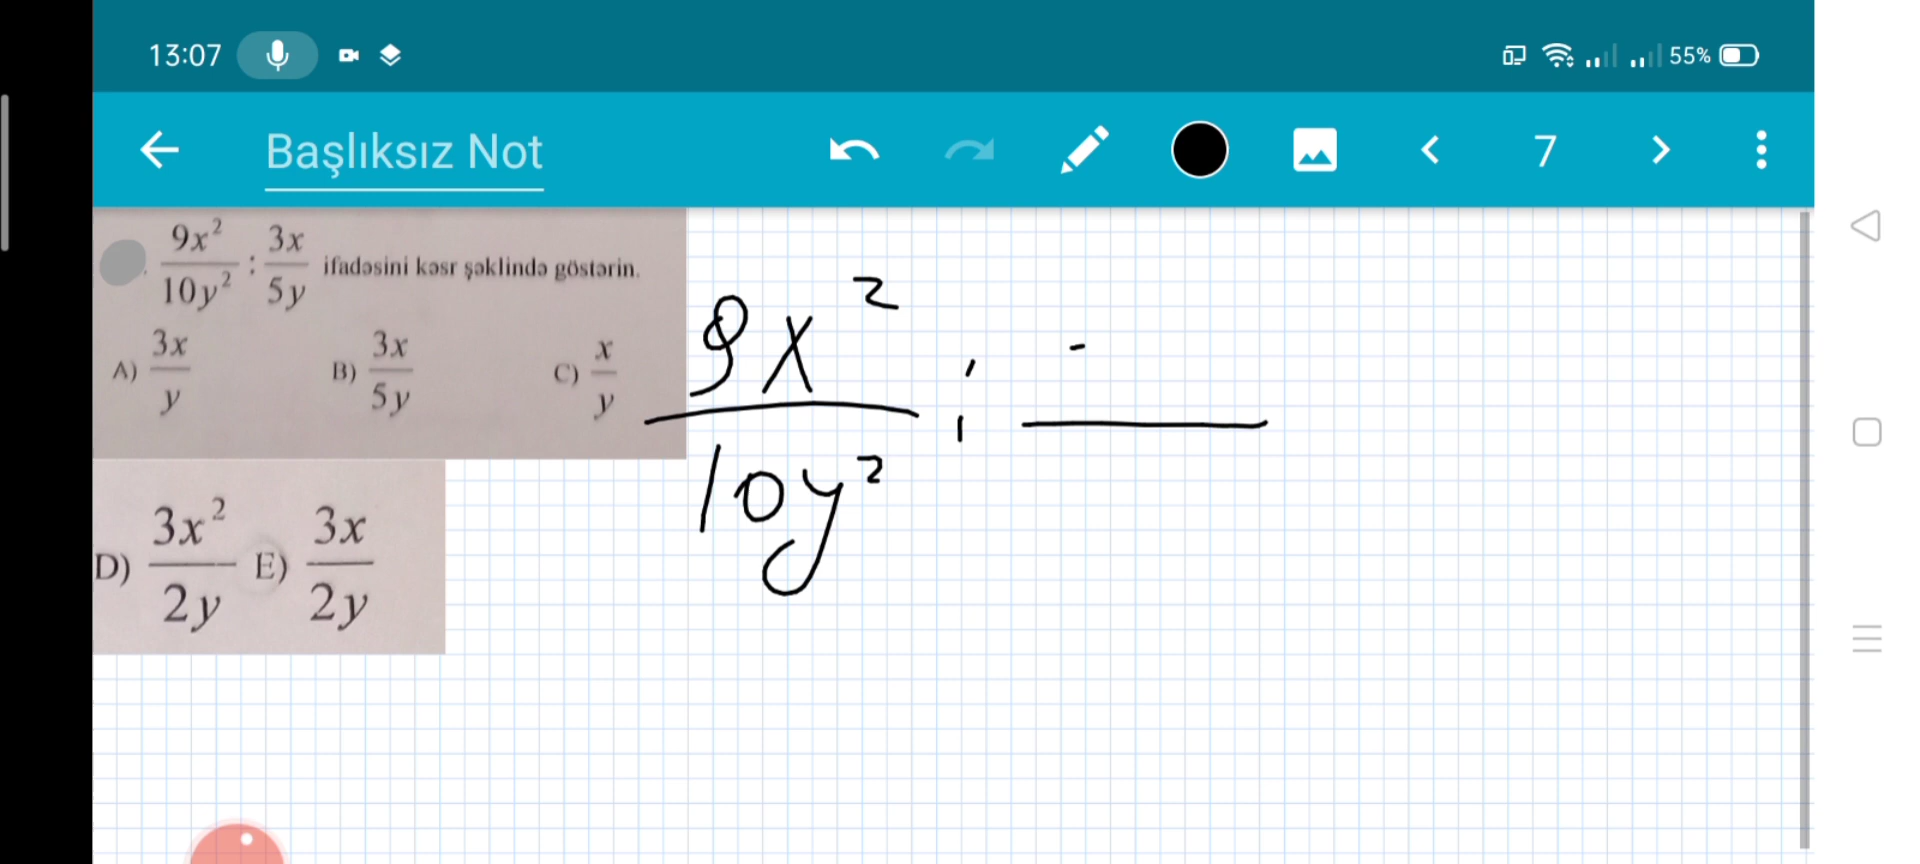 13:07 55%
Başlıksız Not 7
9x²/10y² : 3x/5y ifadəsini kəsr şəklində göstərin.
A) 3x/y B) 3x/5y C) x/y
D) 3x²/2y E) 3x/2y
9x²/10y² :